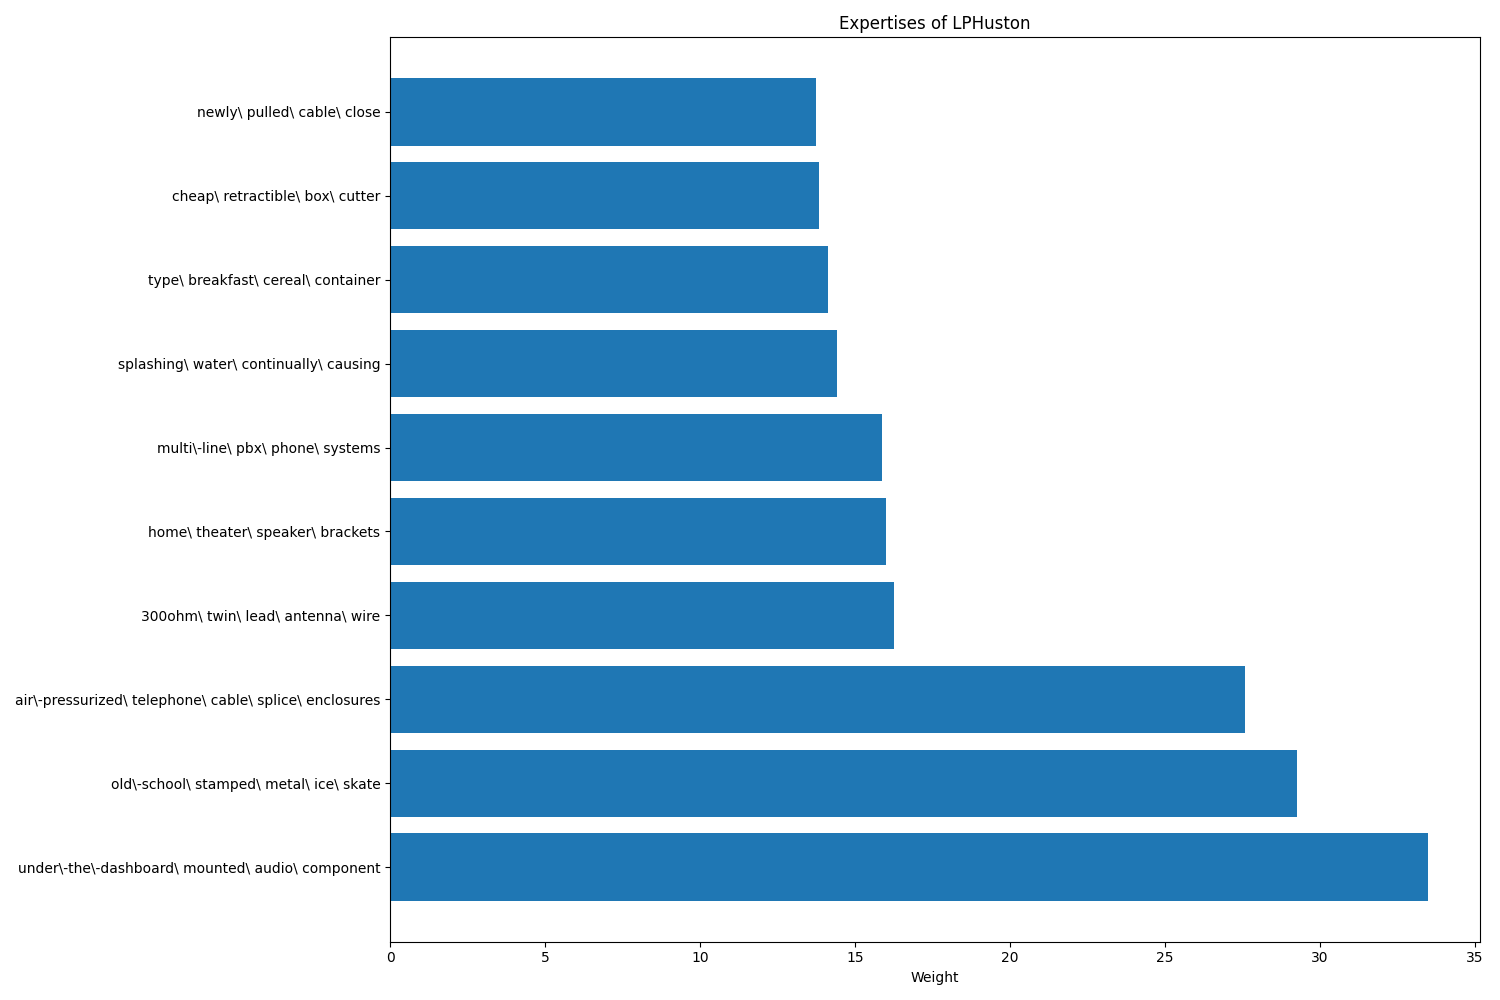 Expertises of LPHuston
newly\ pulled\ cable\ close
cheap\ retractible\ box\ cutter
type\ breakfast\ cereal\ container
splashing\ water\ continually\ causing
multi\-line\ pbx\ phone\ systems
home\ theater\ speaker\ brackets
300ohm\ twin\ lead\ antenna\ wire
air\-pressurized\ telephone\ cable\ splice\ enclosures
old\-school\ stamped\ metal\ ice\ skate
under\-the\-dashboard\ mounted\ audio\ component
0 5 10 15 20 25 30 35
Weight